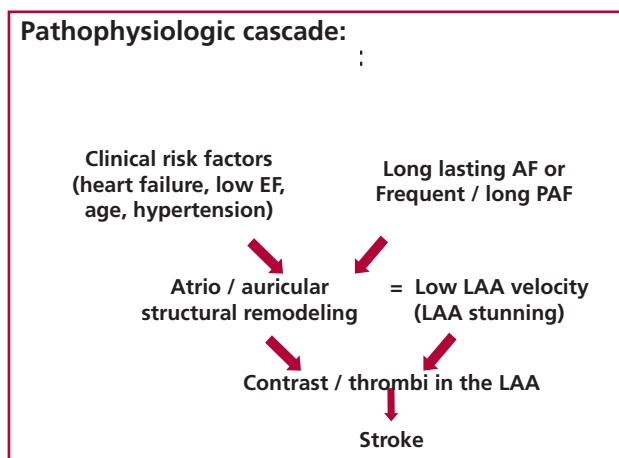 Pathophysiologic cascade:
:
Clinical risk factors
(heart failure, low EF,
age, hypertension)
Long lasting AF or
Frequent / long PAF
Atrio / auricular
structural remodeling
= Low LAA velocity
(LAA stunning)
Contrast / thrombi in the LAA
Stroke